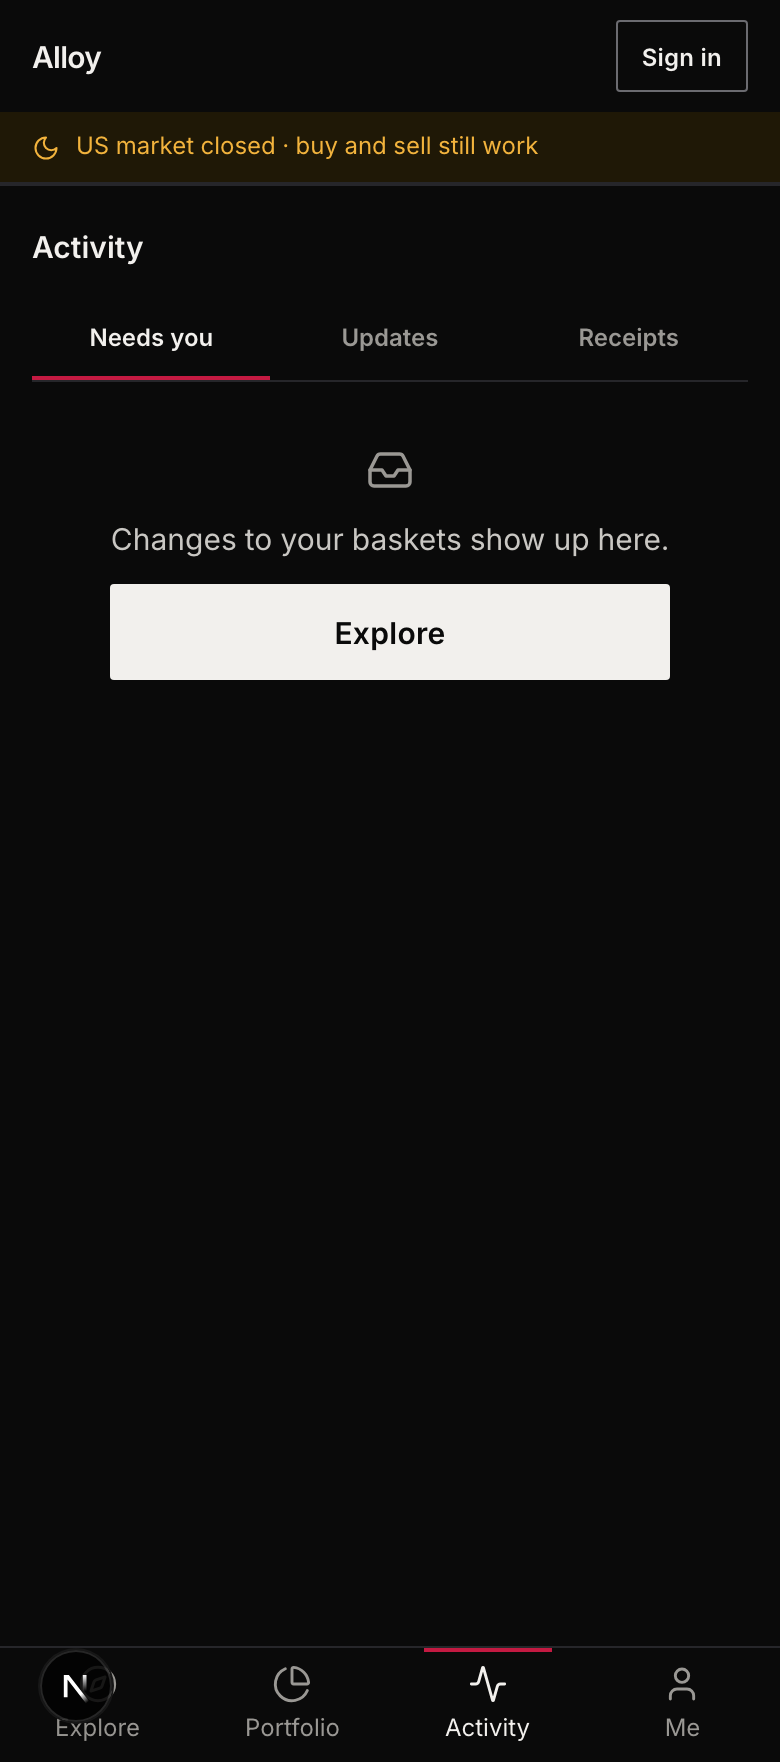 Alloy
Sign in
US market closed · buy and sell still work
Activity
Needs you
Updates
Receipts
Changes to your baskets show up here.
Explore
N
Explore
Portfolio
Activity
Me